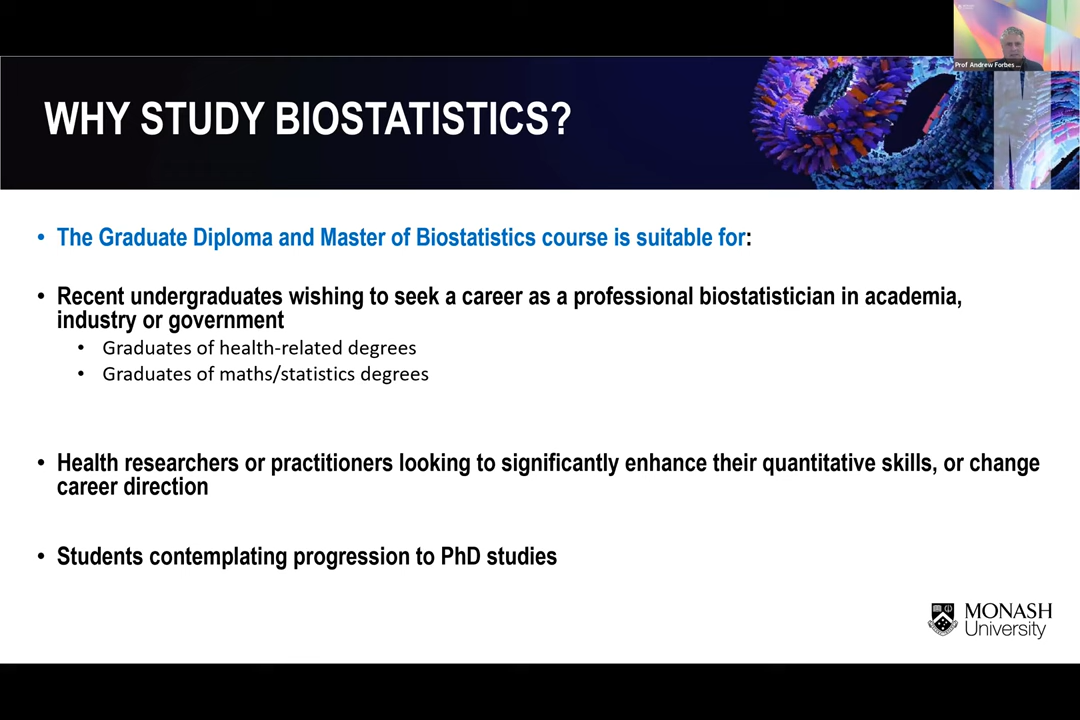 Prof Andrew Forbes ...
WHY STUDY BIOSTATISTICS?
• The Graduate Diploma and Master of Biostatistics course is suitable for:
• Recent undergraduates wishing to seek a career as a professional biostatistician in academia,
industry or government
• Graduates of health-related degrees
• Graduates of maths/statistics degrees
• Health researchers or practitioners looking to significantly enhance their quantitative skills, or change
career direction
• Students contemplating progression to PhD studies
MONASH
University